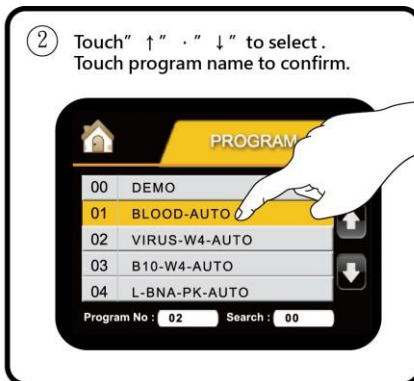 ② Touch” ↑” · ” ↓” to select .
Touch program name to confirm.
PROGRAM
00 DEMO
01 BLOOD-AUTO
02 VIRUS-W4-AUTO
03 B10-W4-AUTO
04 L-BNA-PK-AUTO
Program No : 02 Search : 00